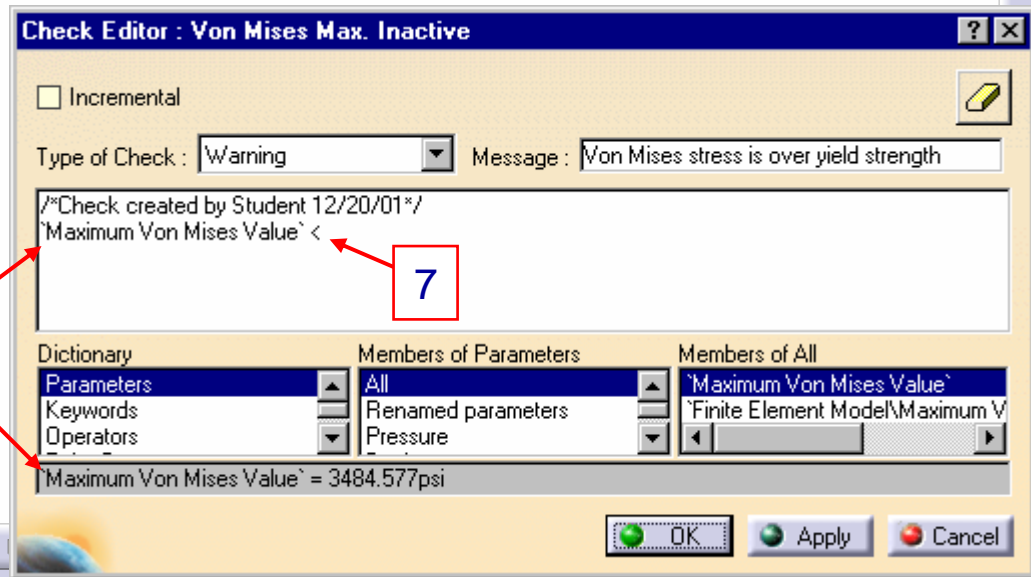 Check Editor : Von Mises Max. Inactive
Incremental
Type of Check : Warning Message : Von Mises stress is over yield strength
/*Check created by Student 12/20/01*/
`Maximum Von Mises Value` <
7
Dictionary Members of Parameters Members of All
Parameters All `Maximum Von Mises Value`
Keywords Renamed parameters `Finite Element Model\Maximum V
Operators Pressure
`Maximum Von Mises Value` = 3484.577psi
OK Apply Cancel